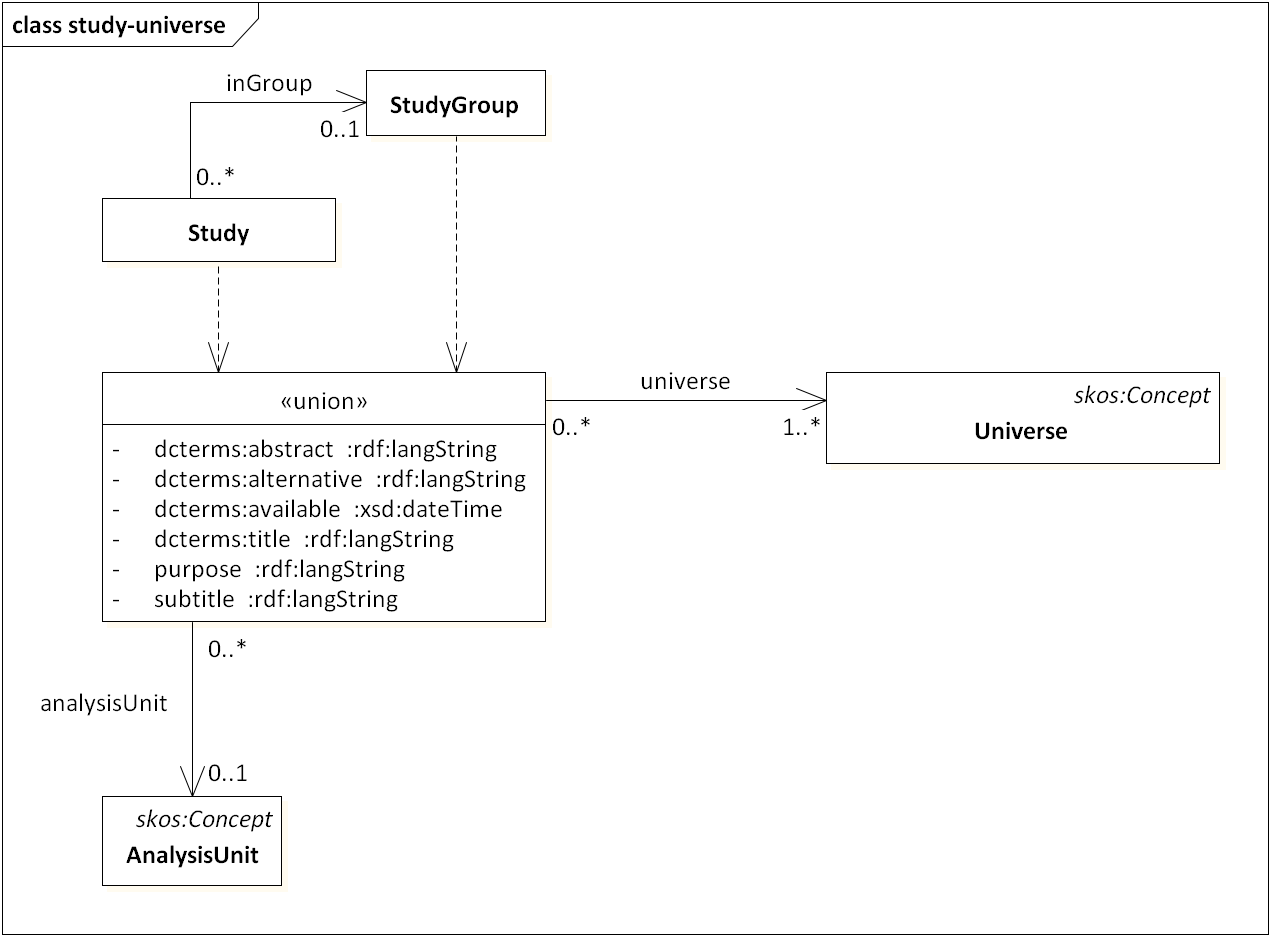 class study-universe
inGroup
StudyGroup
0..1
0..*
Study
«union»
- dcterms:abstract :rdf:langString
- dcterms:alternative :rdf:langString
- dcterms:available :xsd:dateTime
- dcterms:title :rdf:langString
- purpose :rdf:langString
- subtitle :rdf:langString
universe
0..*
1..*
skos:Concept
Universe
0..*
analysisUnit
0..1
skos:Concept
AnalysisUnit